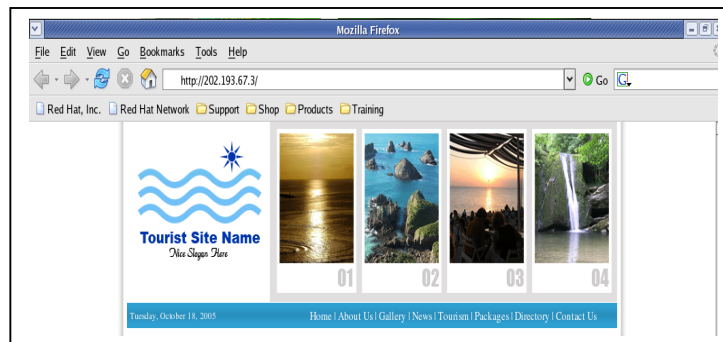 Mozilla Firefox
File Edit View Go Bookmarks Tools Help
http://202.193.67.3/ Go G
Red Hat, Inc. Red Hat Network Support Shop Products Training
Tourist Site Name
Nice Slogan Here
01 02 03 04
Tuesday, October 18, 2005 Home | About Us | Gallery | News | Tourism | Packages | Directory | Contact Us